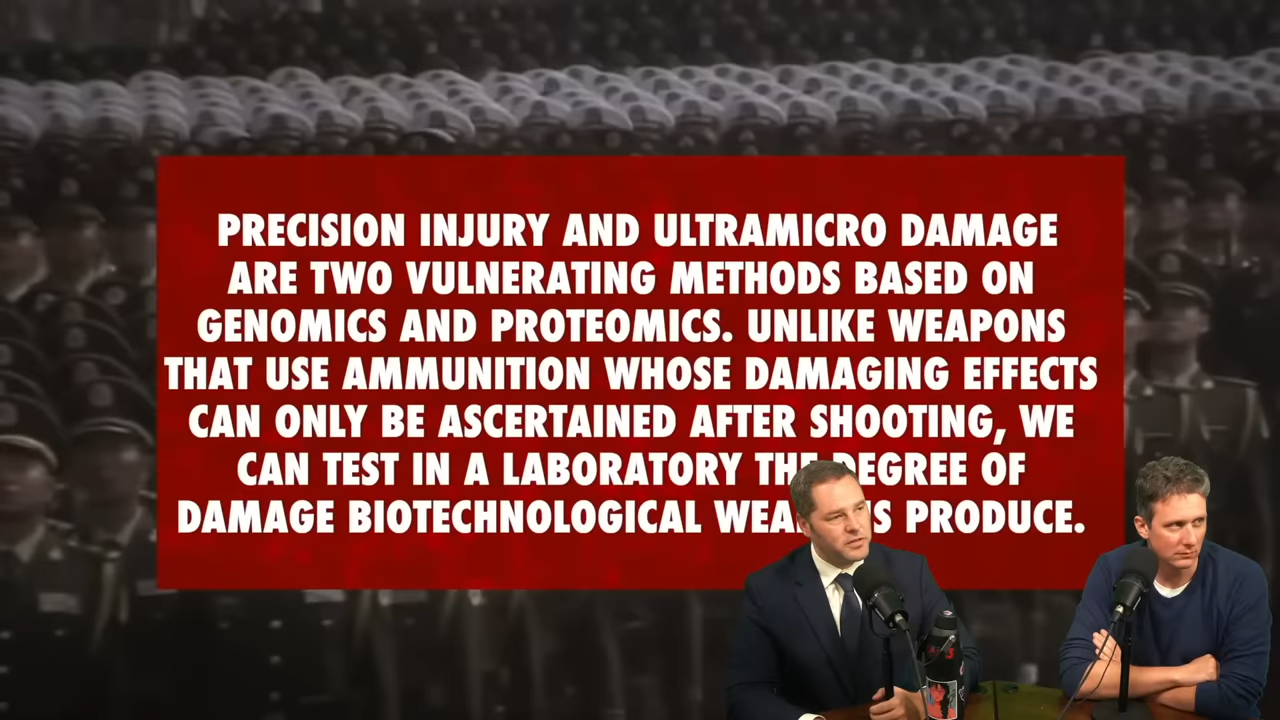 PRECISION INJURY AND ULTRAMICRO DAMAGE
ARE TWO VULNERATING METHODS BASED ON
GENOMICS AND PROTEOMICS. UNLIKE WEAPONS
THAT USE AMMUNITION WHOSE DAMAGING EFFECTS
CAN ONLY BE ASCERTAINED AFTER SHOOTING, WE
CAN TEST IN A LABORATORY THE DEGREE OF
DAMAGE BIOTECHNOLOGICAL PRODUCE.